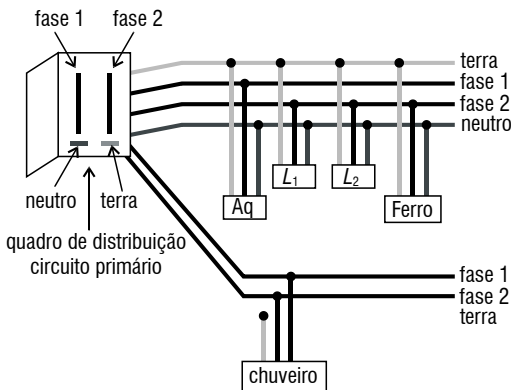 fase 1 fase 2
terra
fase 1
fase 2
neutro
neutro terra
Aq L1 L2 Ferro
quadro de distribuição
circuito primário
fase 1
fase 2
terra
chuveiro